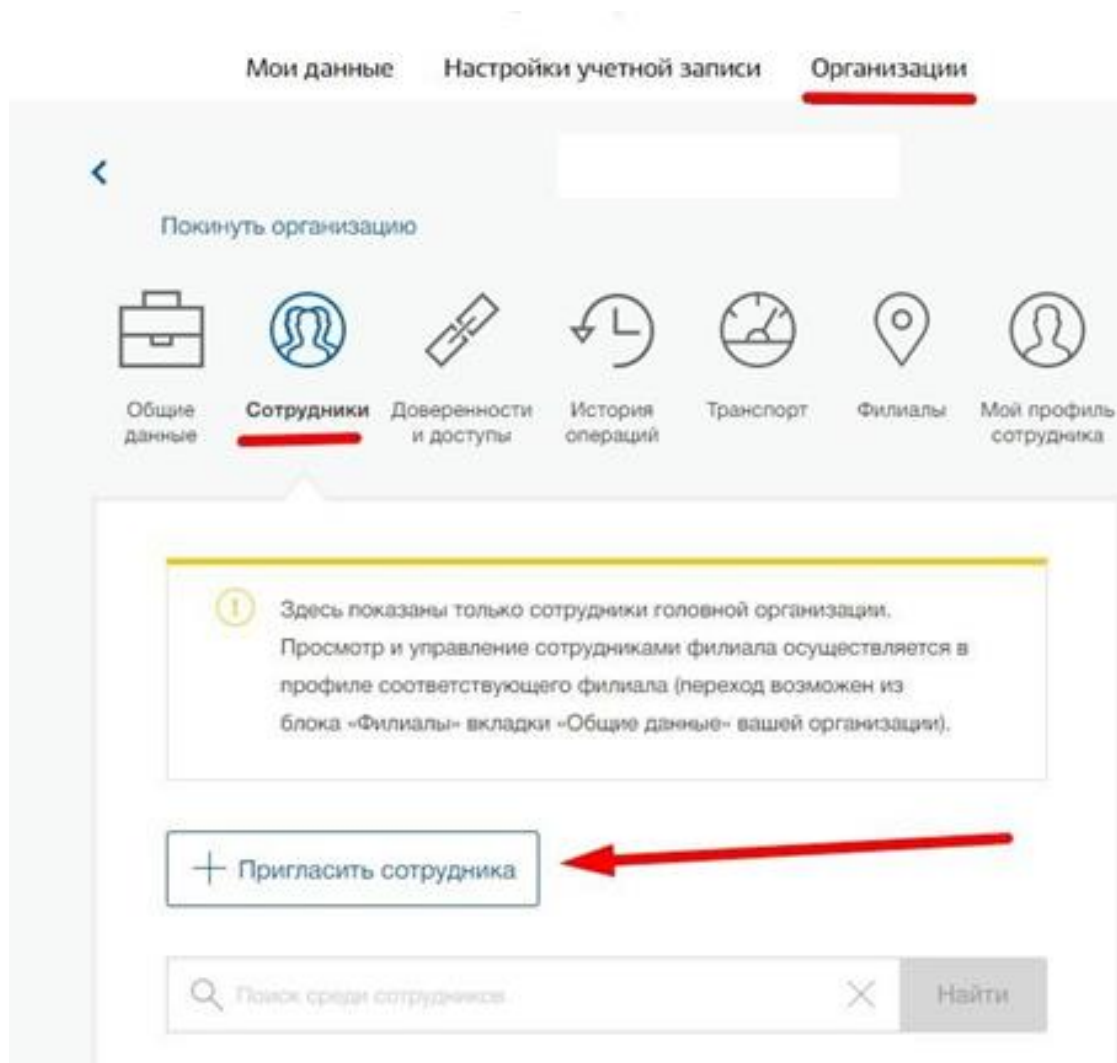 Мои данные Настройки учетной записи Организации
Покинуть организацию
Общие данные
Сотрудники
Доверенности и доступы
История операций
Транспорт
Филиалы
Мой профиль сотрудника
Здесь показаны только сотрудники головной организации.
Просмотр и управление сотрудниками филиала осуществляется в
профиле соответствующего филиала (переход возможен из
блока «Филиалы» вкладки «Общие данные» вашей организации).
Пригласить сотрудника
Поиск среди сотрудников Найти